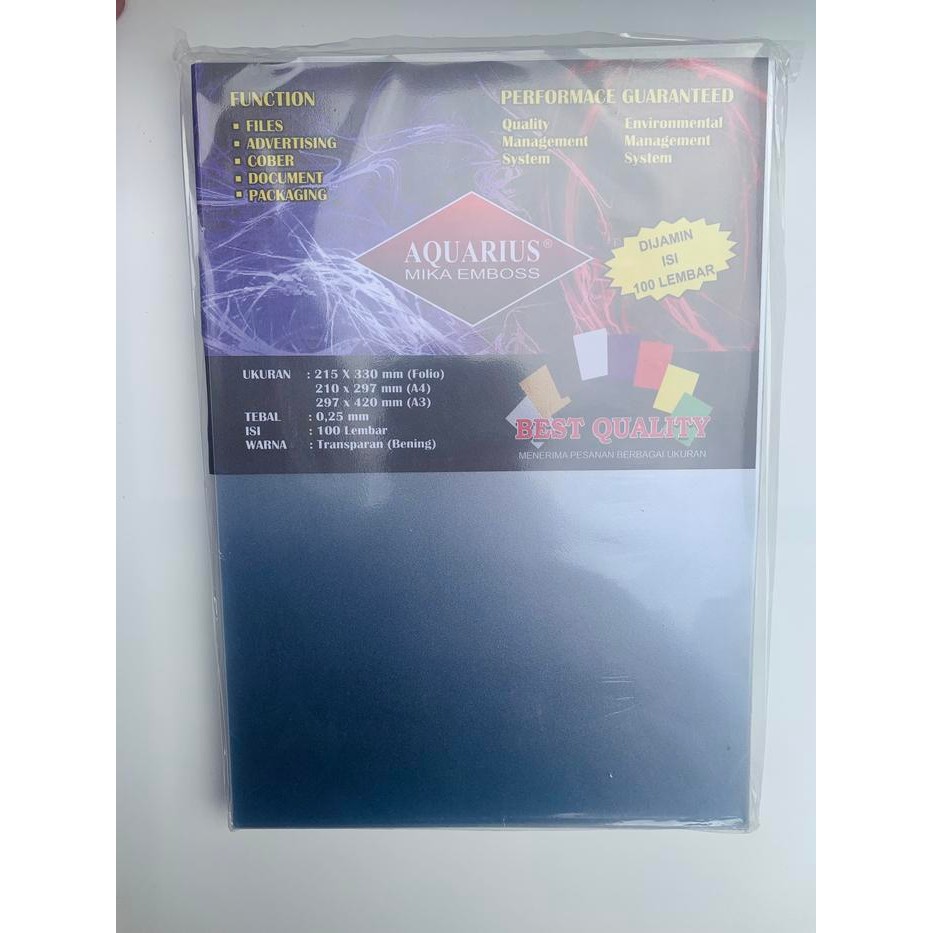 FUNCTION
▪ FILES
▪ ADVERTISING
▪ COBER
▪ DOCUMENT
▪ PACKAGING
PERFORMACE GUARANTEED
Quality
Management
System
Environmental
Management
System
AQUARIUS®
MIKA EMBOSS
DIJAMIN
ISI
100 LEMBAR
UKURAN : 215 X 330 mm (Folio)
210 x 297 mm (A4)
297 x 420 mm (A3)
TEBAL : 0,25 mm
ISI : 100 Lembar
WARNA : Transparan (Bening)
BEST QUALITY
MENERIMA PESANAN BERBAGAI UKURAN